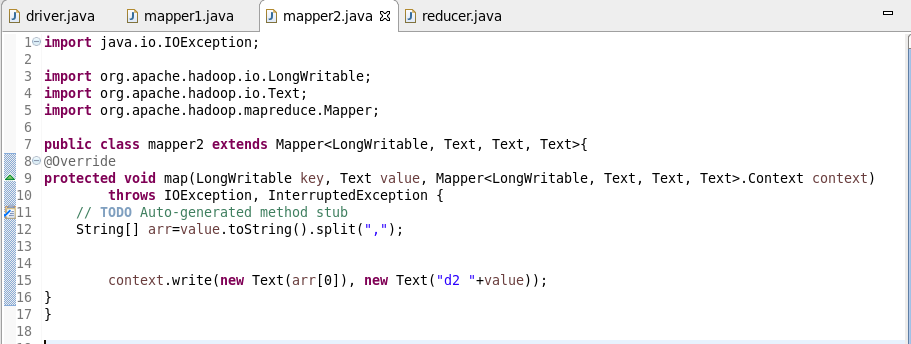 driver.java mapper1.java mapper2.java reducer.java
1 import java.io.IOException;
2
3 import org.apache.hadoop.io.LongWritable;
4 import org.apache.hadoop.io.Text;
5 import org.apache.hadoop.mapreduce.Mapper;
6
7 public class mapper2 extends Mapper<LongWritable, Text, Text, Text>{
8 @Override
9 protected void map(LongWritable key, Text value, Mapper<LongWritable, Text, Text, Text>.Context context)
10         throws IOException, InterruptedException {
11     // TODO Auto-generated method stub
12     String[] arr=value.toString().split(",");
13
14
15         context.write(new Text(arr[0]), new Text("d2 "+value));
16 }
17 }
18